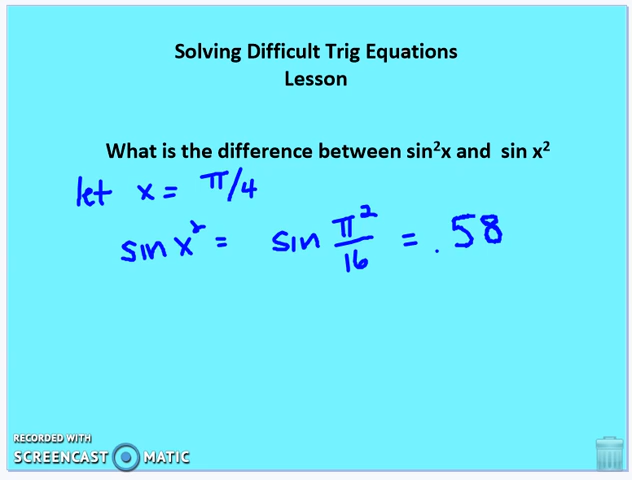 Solving Difficult Trig Equations
Lesson
What is the difference between sin²x and sin x²
let x = π/4
sin x² = sin π²/16 = .58
RECORDED WITH
SCREENCAST MATIC